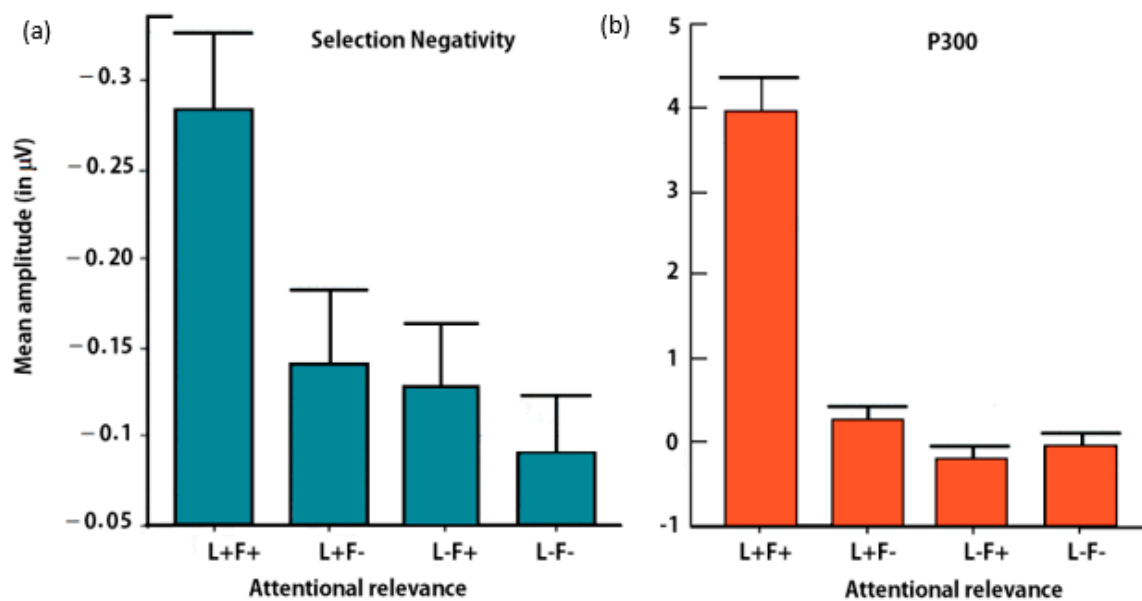 (a)
Selection Negativity
Mean amplitude (in μV)
−0.3
−0.25
−0.20
−0.15
−0.1
−0.05
L+F+ L+F- L-F+ L-F-
Attentional relevance
(b)
P300
5
4
3
2
1
0
-1
L+F+ L+F- L-F+ L-F-
Attentional relevance